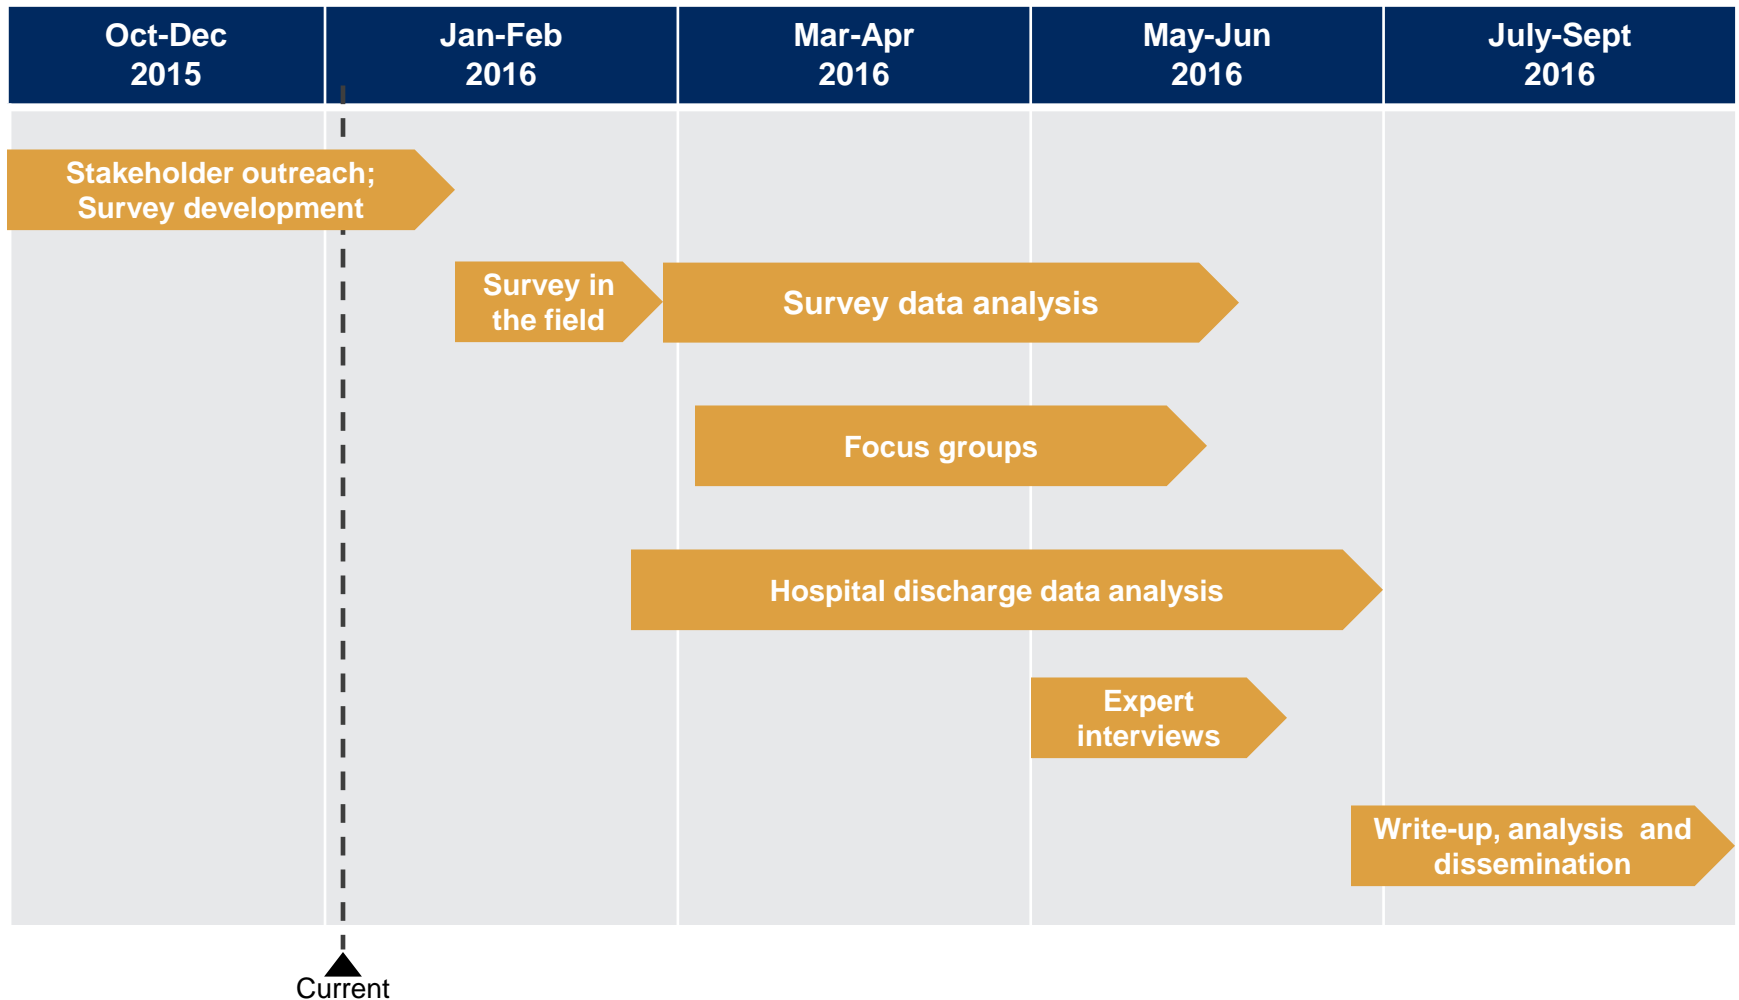 Oct-Dec
2015
Jan-Feb
2016
Mar-Apr
2016
May-Jun
2016
July-Sept
2016
Stakeholder outreach;
Survey development
Survey in
the field
Survey data analysis
Focus groups
Hospital discharge data analysis
Expert
interviews
Write-up, analysis  and
dissemination
Current